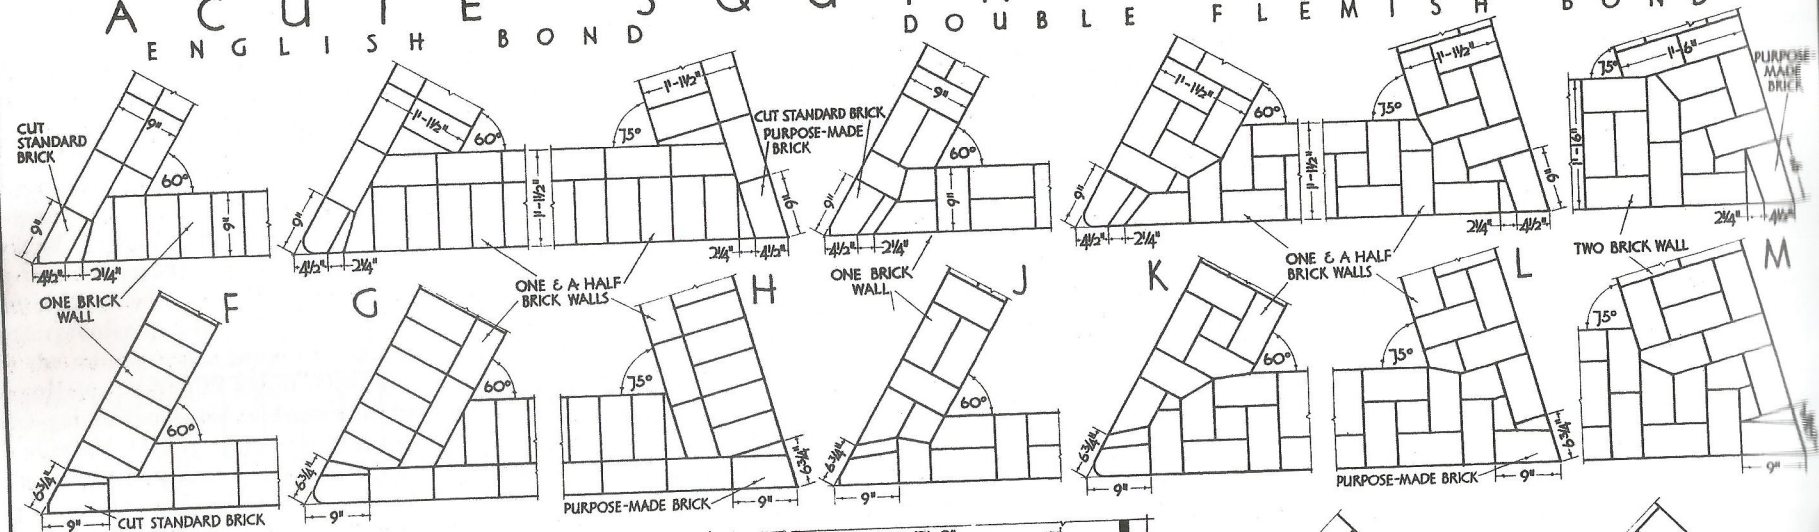 A C U T E S Q U
ENGLISH BOND
DOUBLE FLEMISH BOND
CUT
STANDARD
BRICK
9"
60°
9"
9"
4½"
2¼"
ONE BRICK
WALL
F
1'-1½"
60°
9"
4½"
2¼"
G
1'-1½"
ONE & A HALF
BRICK WALLS
1'-1½"
75°
CUT STANDARD BRICK
PURPOSE-MADE
BRICK
9"
2¼"
4½"
H
9"
60°
9"
9"
4½"
2¼"
ONE BRICK
WALL
J
1'-1½"
60°
9"
4½"
2¼"
K
1'-1½"
ONE & A HALF
BRICK WALLS
1'-1½"
75°
9"
2¼"
4½"
L
1'-6"
75°
1'-6"
PURPOSE
MADE
BRICK
2¼"
4½"
TWO BRICK WALL
M
60°
6¾"
9"
CUT STANDARD BRICK
60°
6¾"
9"
75°
6¾"
PURPOSE-MADE BRICK
9"
60°
6¾"
9"
60°
6¾"
9"
75°
6¾"
PURPOSE-MADE BRICK
9"
75°
9"